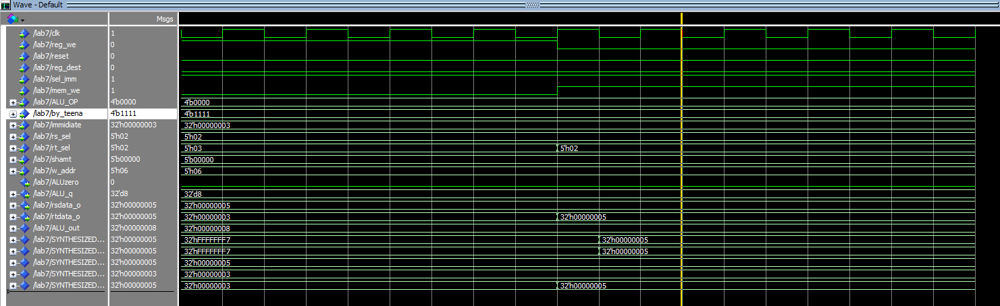 Wave - Default
Msgs
/lab7/clk 1
/lab7/reg_we 0
/lab7/reset 0
/lab7/reg_dest 0
/lab7/sel_imm 1
/lab7/mem_we 1
/lab7/ALU_OP 4'b0000 4'b0000
/lab7/by_teena 4'b1111 4'b1111
/lab7/immidiate 32'h00000003 32'h00000003
/lab7/rs_sel 5'h02 5'h02
/lab7/rt_sel 5'h02 5'h03 5'h02
/lab7/shamt 5'b00000 5'b00000
/lab7/w_addr 5'h06 5'h06
/lab7/ALUzero 0
/lab7/ALU_q 32'd8 32'd8
/lab7/rsdata_o 32'h00000005 32'h00000005
/lab7/rtdata_o 32'h00000005 32'h00000003 32'h00000005
/lab7/ALU_out 32'h00000008 32'h00000008
/lab7/SYNTHESIZED... 32'h00000005 32'hFFFFFFF7 32'h00000005
/lab7/SYNTHESIZED... 32'h00000005 32'hFFFFFFF7 32'h00000005
/lab7/SYNTHESIZED... 32'h00000005 32'h00000005
/lab7/SYNTHESIZED... 32'h00000003 32'h00000003
/lab7/SYNTHESIZED... 32'h00000005 32'h00000003 32'h00000005